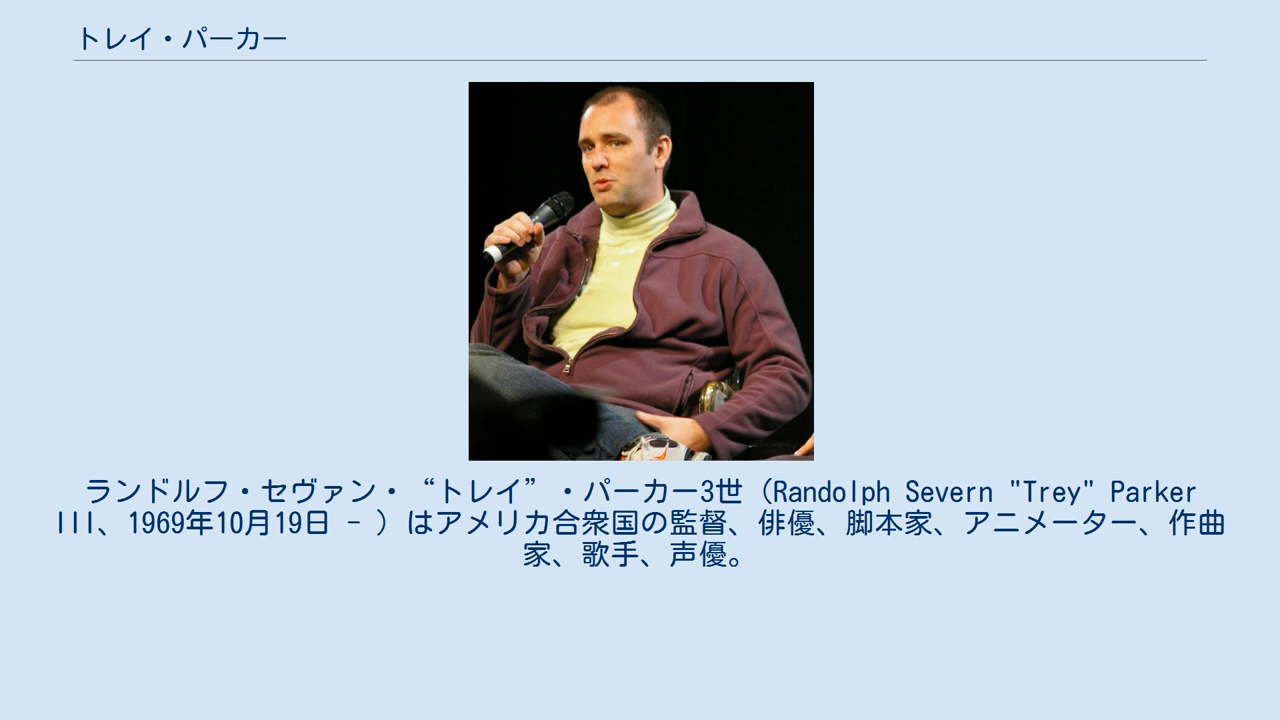 トレイ・パーカー
ランドルフ・セヴァン・“トレイ”・パーカー3世（Randolph Severn "Trey" Parker
III、1969年10月19日 - ）はアメリカ合衆国の監督、俳優、脚本家、アニメーター、作曲
家、歌手、声優。